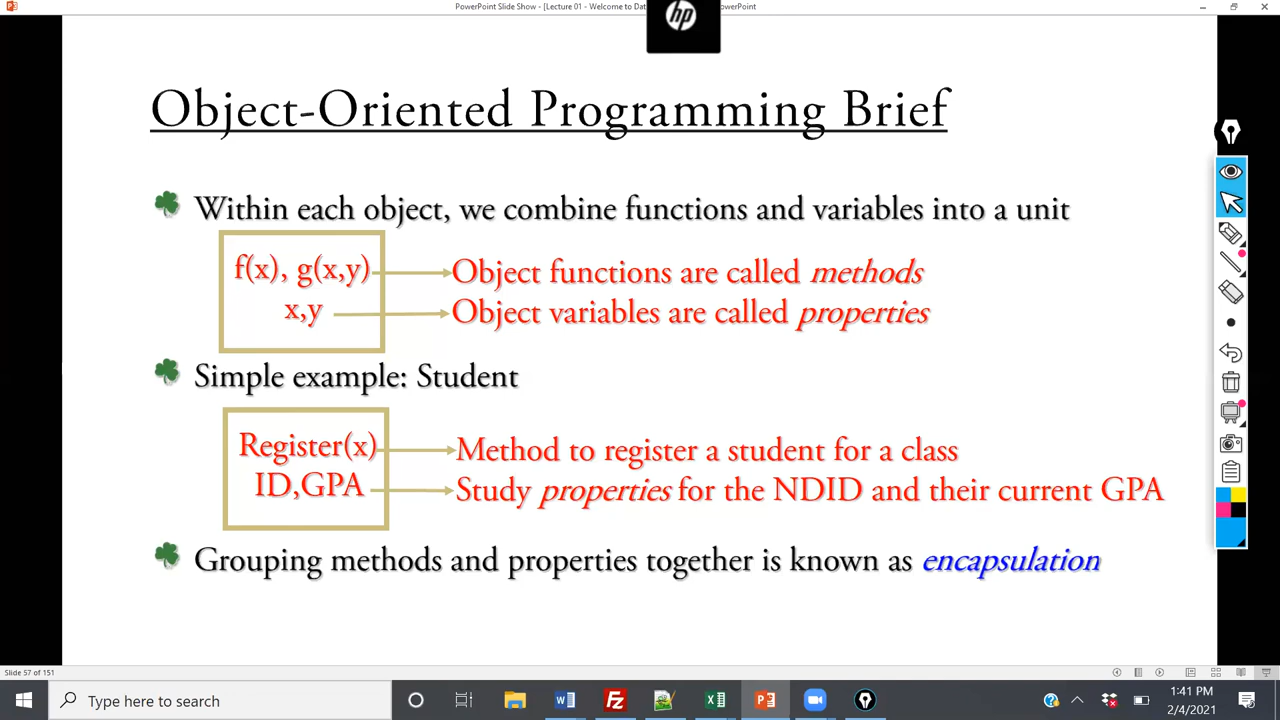 PowerPoint Slide Show - [Lecture 01 - Welcome to Dat
owerPoint
hp
Object-Oriented Programming Brief
Within each object, we combine functions and variables into a unit
f(x), g(x,y)
Object functions are called methods
x,y
Object variables are called properties
Simple example: Student
Register(x)
Method to register a student for a class
ID,GPA
Study properties for the NDID and their current GPA
Grouping methods and properties together is known as encapsulation
Slide 57 of 151
Type here to search
1:41 PM
2/4/2021